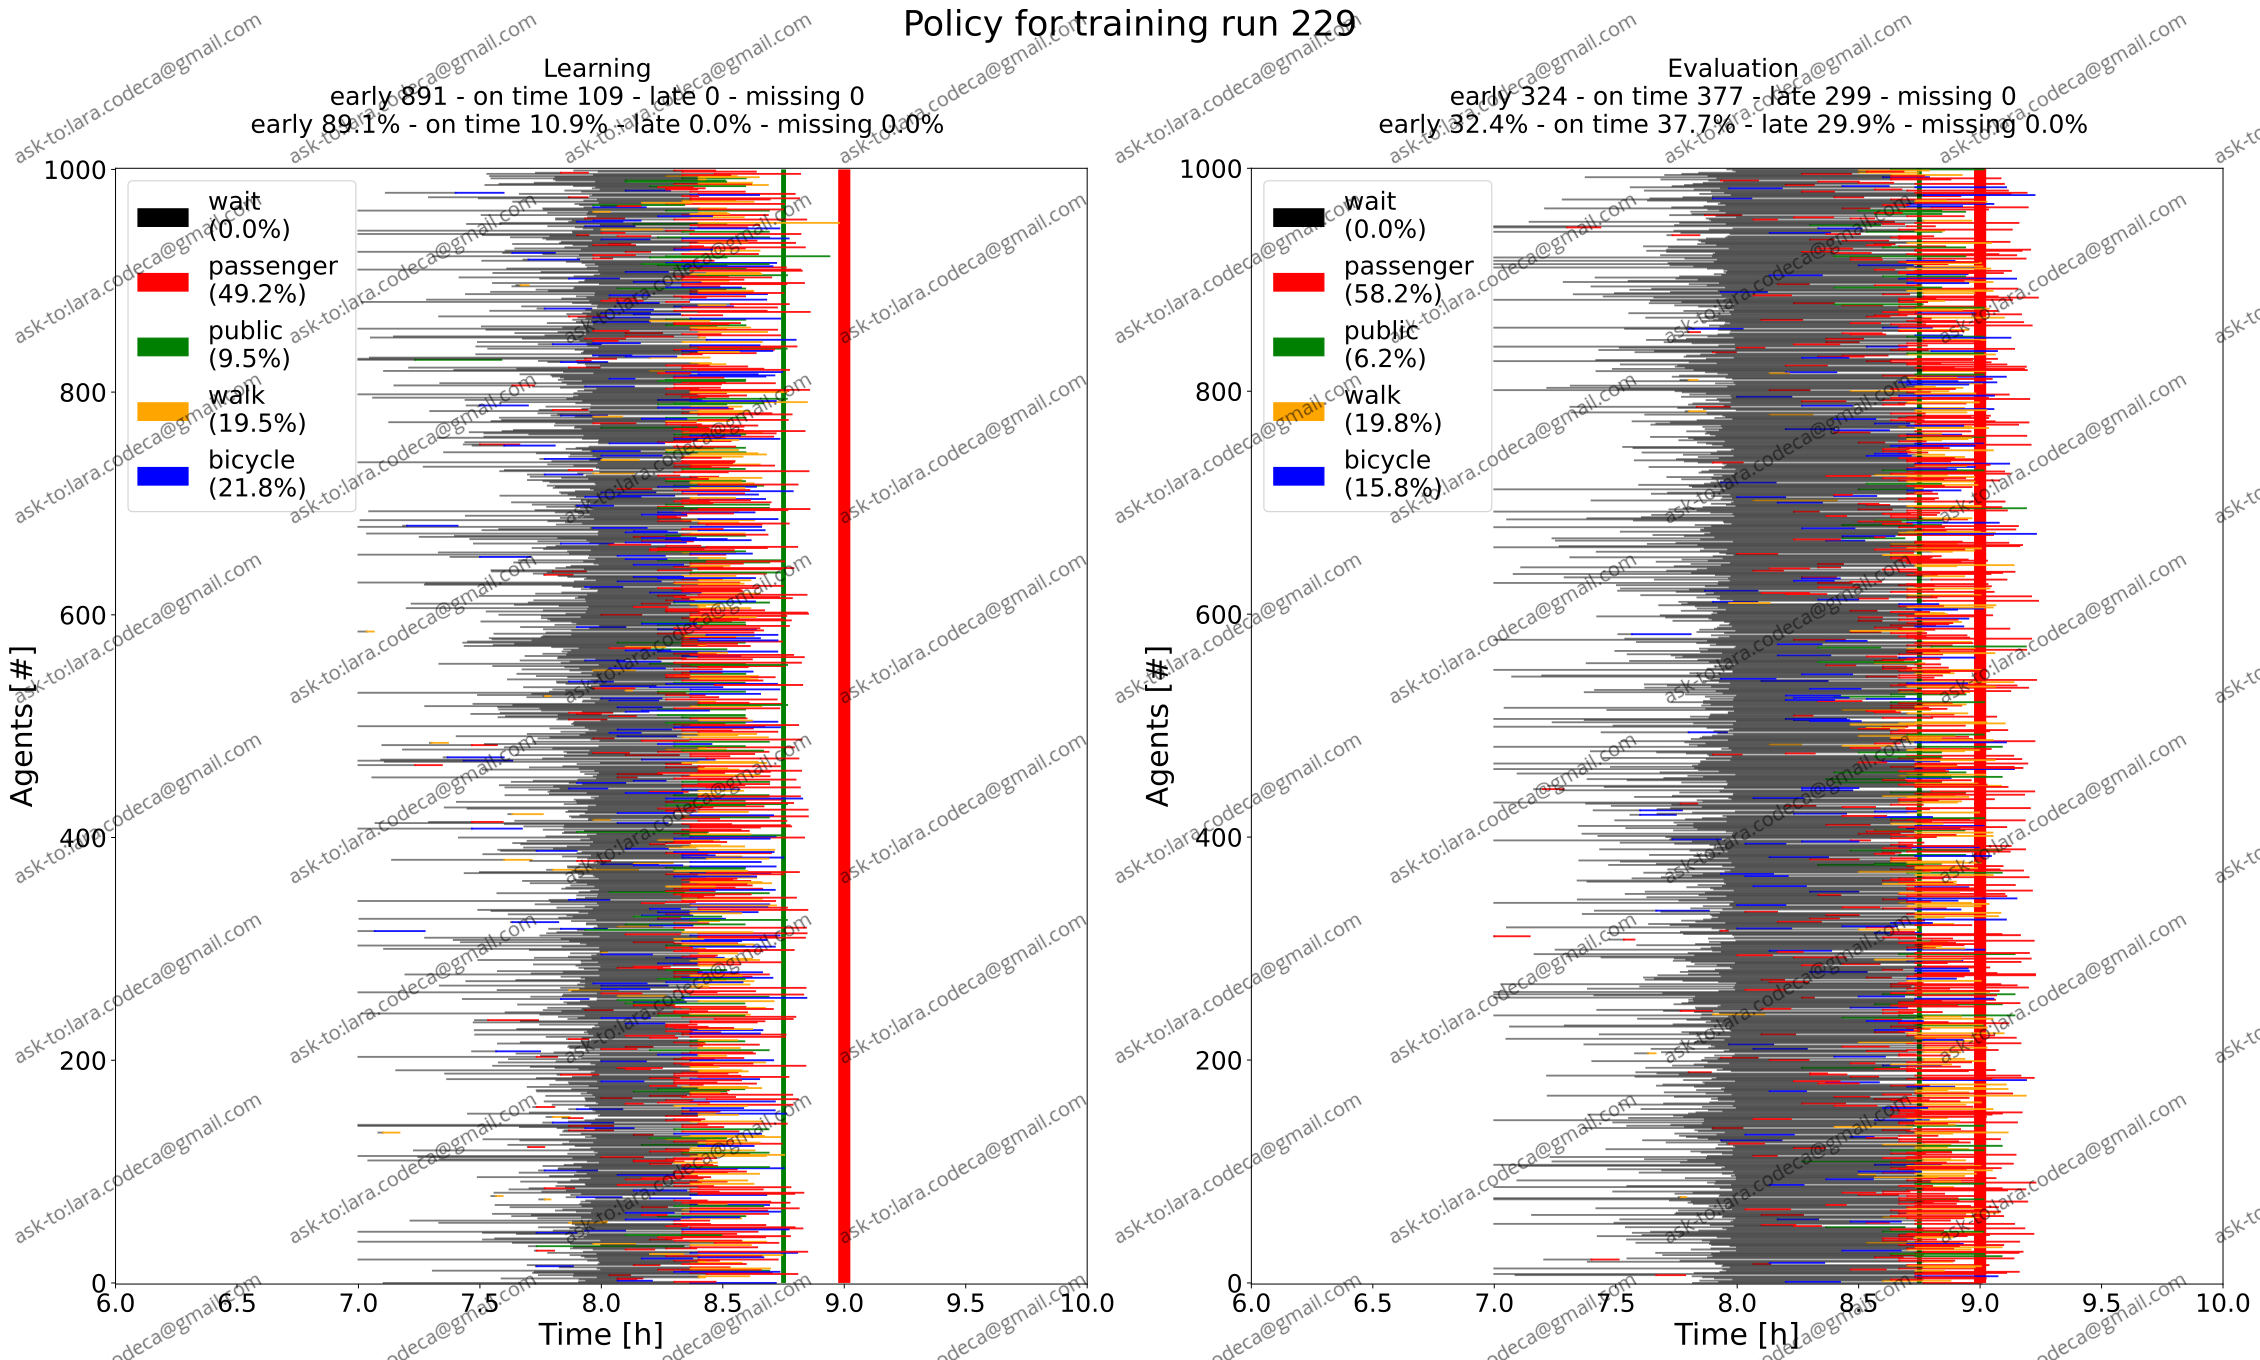 Policy for training run 229
Learning
early 891 - on time 109 - late 0 - missing 0
early 89.1% - on time 10.9% - late 0.0% - missing 0.0%
1000
800
600
400
200
0
Agents [#]
wait
(0.0%)
passenger
(49.2%)
public
(9.5%)
walk
(19.5%)
bicycle
(21.8%)
6.0 6.5 7.0 7.5 8.0 8.5 9.0 9.5 10.0
Time [h]
Evaluation
early 324 - on time 377 - late 299 - missing 0
early 32.4% - on time 37.7% - late 29.9% - missing 0.0%
1000
800
600
400
200
0
Agents [#]
wait
(0.0%)
passenger
(58.2%)
public
(6.2%)
walk
(19.8%)
bicycle
(15.8%)
6.0 6.5 7.0 7.5 8.0 8.5 9.0 9.5 10.0
Time [h]
ask-to:lara.codeca@gmail.com